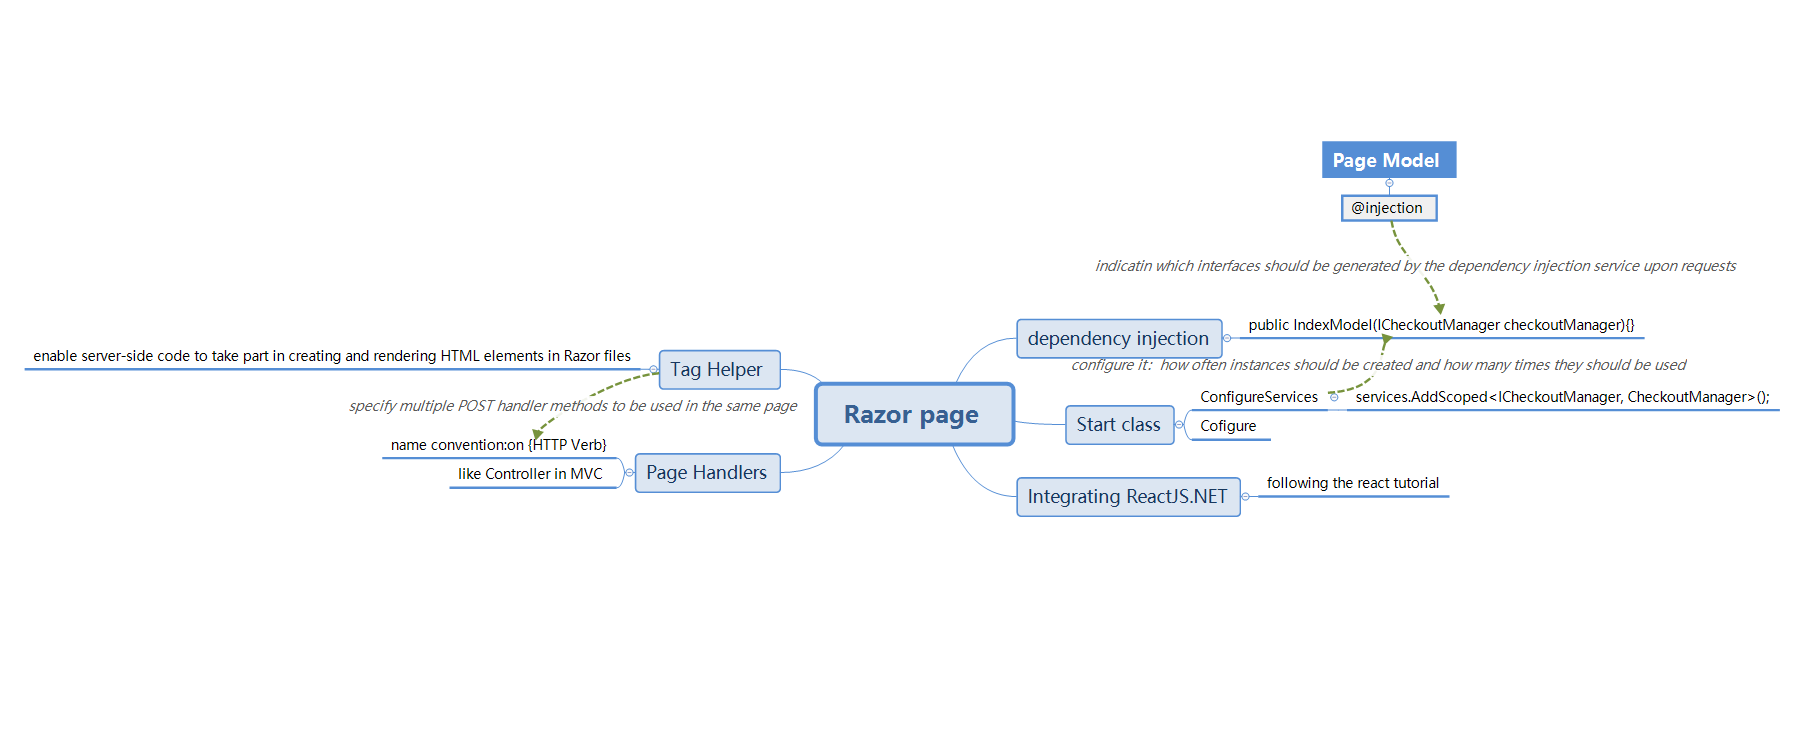 Page Model
@injection
indicatin which interfaces should be generated by the dependency injection service upon requests
dependency injection
public IndexModel(ICheckoutManager checkoutManager){}
configure it: how often instances should be created and how many times they should be used
Start class
ConfigureServices
services.AddScoped<ICheckoutManager, CheckoutManager>();
Cofigure
Integrating ReactJS.NET
following the react tutorial
Razor page
Tag Helper
enable server-side code to take part in creating and rendering HTML elements in Razor files
specify multiple POST handler methods to be used in the same page
Page Handlers
name convention:on {HTTP Verb}
like Controller in MVC